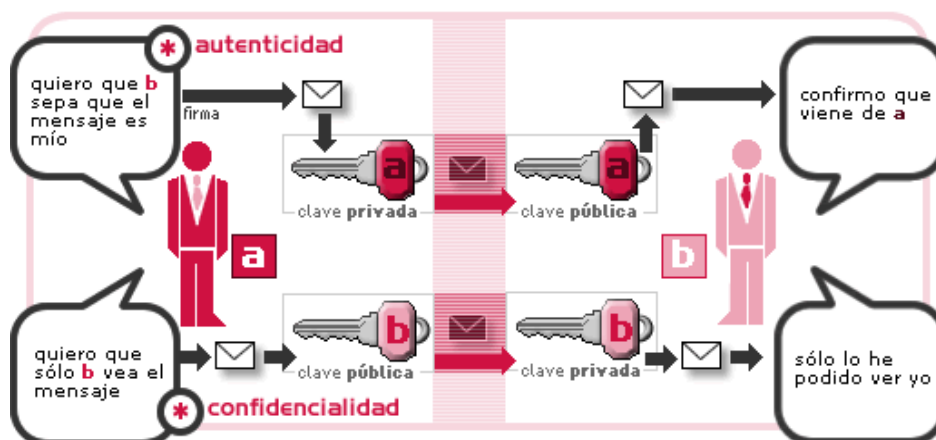 * autenticidad
quiero que b
sepa que el
mensaje es
mío
firma
confirmo que
viene de a
a
a
clave privada
clave pública
a
b
b
b
clave pública
clave privada
quiero que
sólo b vea el
mensaje
sólo lo he
podido ver yo
* confidencialidad